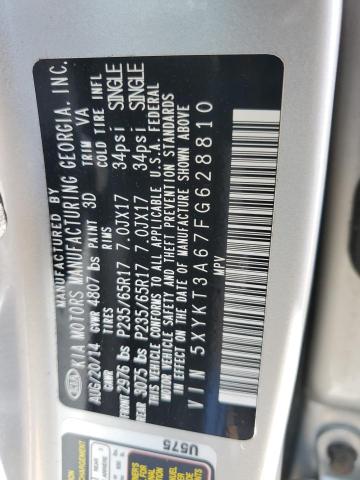 MANUFACTURED BY
KIA KIA MOTORS MANUFACTURING GEORGIA, INC.
AUG/20/14 GVWR 4807 lbs PAINT 3D TRIM VA
TIRES RIMS COLD TIRE INFL
FRONT 2976 lbs P235/65R17 7.0JX17 34psi SINGLE
REAR 3075 lbs P235/65R17 7.0JX17 34psi SINGLE
THIS VEHICLE CONFORMS TO ALL APPLICABLE U.S.A. FEDERAL
MOTOR VEHICLE SAFETY AND THEFT PREVENTION STANDARDS
IN EFFECT ON THE DATE OF MANUFACTURE SHOWN ABOVE.
VIN 5XYKT3A67FG628810
MPV
U575